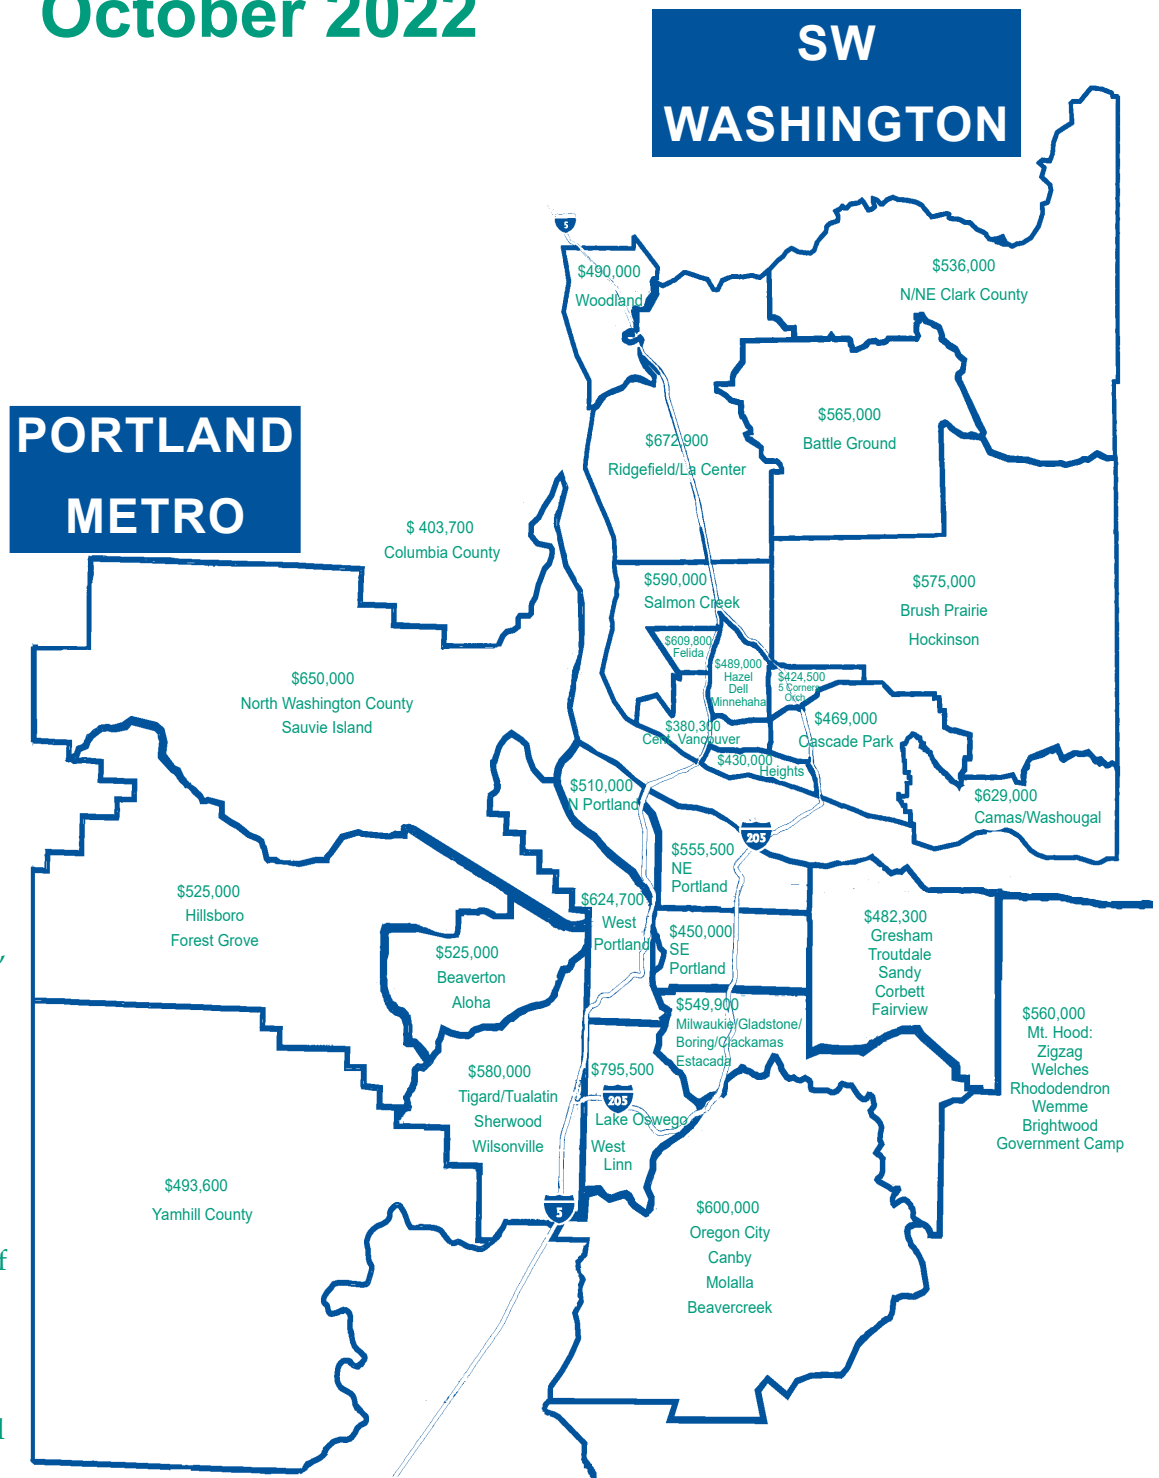 October 2022
SW
WASHINGTON
5
$490,000
Woodland
$536,000
N/NE Clark County
PORTLAND
METRO
$565,000
Battle Ground
$672,900
Ridgefield/La Center
$ 403,700
Columbia County
$590,000
Salmon Creek
$575,000
Brush Prairie
Hockinson
$609,800
Felida
$489,000
Hazel
Dell
Minnehaha
$424,500
5 Corners
Orch.
$650,000
North Washington County
Sauvie Island
$380,300
Cent. Vancouver
$469,000
Cascade Park
$430,000
Heights
$510,000
N Portland
$629,000
Camas/Washougal
205
$555,500
NE
Portland
$525,000
Hillsboro
Forest Grove
$624,700
West
Portland
$450,000
SE
Portland
$482,300
Gresham
Troutdale
Sandy
Corbett
Fairview
$525,000
Beaverton
Aloha
$549,900
Milwaukie/Gladstone/
Boring/Clackamas
Estacada
$560,000
Mt. Hood:
Zigzag
Welches
Rhododendron
Wemme
Brightwood
Government Camp
$580,000
Tigard/Tualatin
Sherwood
Wilsonville
$795,500
205
Lake Oswego
West
Linn
$493,600
Yamhill County
5
$600,000
Oregon City
Canby
Molalla
Beavercreek